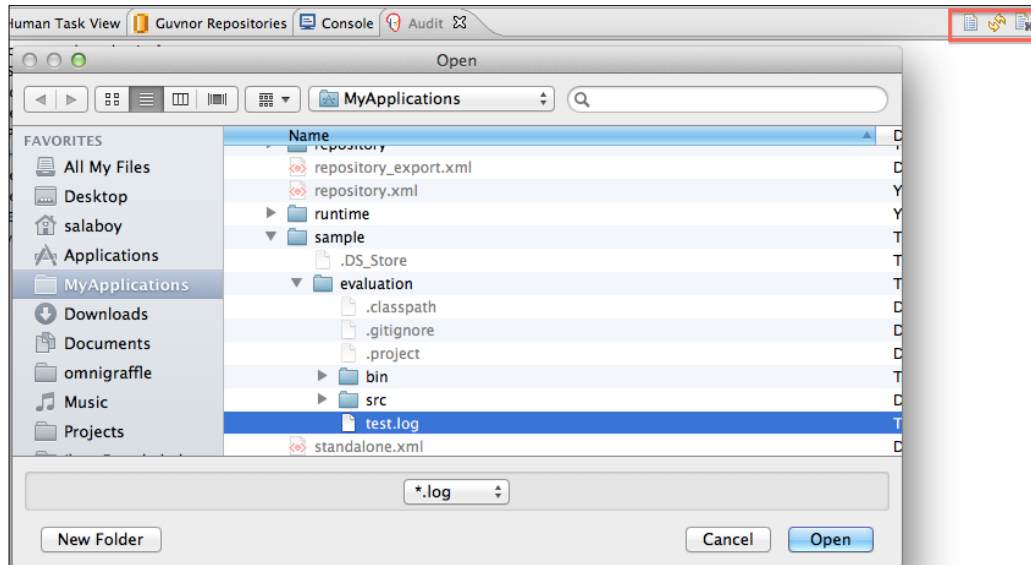 Human Task View Guvnor Repositories Console Audit
Open
MyApplications
FAVORITES
All My Files
Desktop
salaboy
Applications
MyApplications
Downloads
Documents
omnigraffle
Music
Projects
Name D
repository
repository_export.xml D
repository.xml Y
runtime Y
sample T
.DS_Store T
evaluation T
.classpath D
.gitignore D
.project D
bin T
src D
test.log T
standalone.xml D
*.log
New Folder Cancel Open